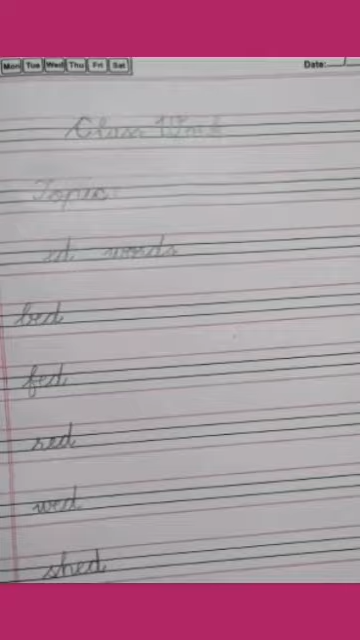 Mon Tue Wed Thu Fri Sat Date:
Class Work
Topic
ed words
bed
fed
red
wed
shed